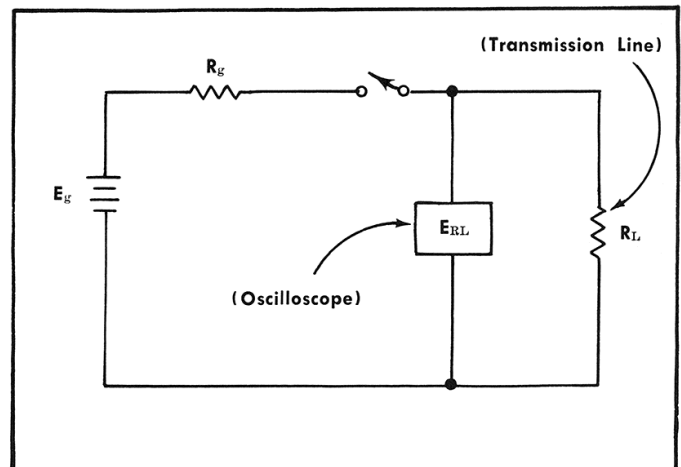 (Transmission Line)
Rg
Eg
ERL
RL
(Oscilloscope)